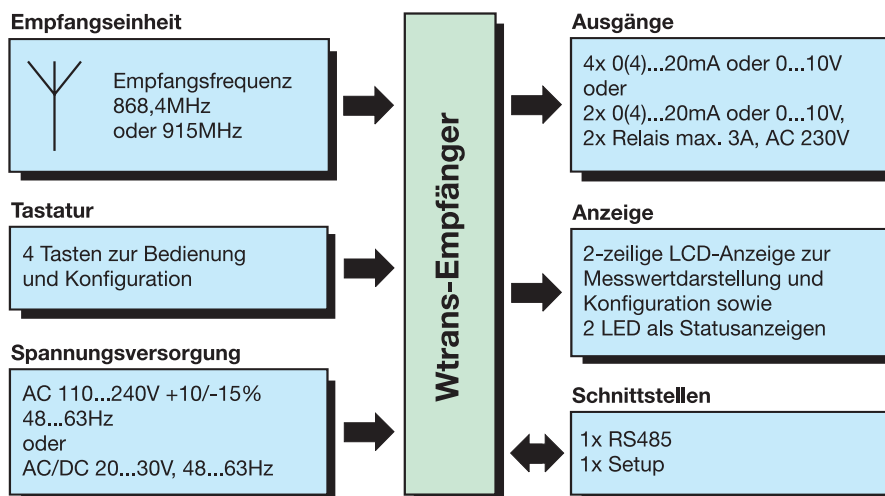 Empfangseinheit
Empfangsfrequenz
868,4MHz
oder 915MHz
Tastatur
4 Tasten zur Bedienung
und Konfiguration
Spannungsversorgung
AC 110...240V +10/-15%
48...63Hz
oder
AC/DC 20...30V, 48...63Hz
Wtrans-Empfänger
Ausgänge
4x 0(4)...20mA oder 0...10V
oder
2x 0(4)...20mA oder 0...10V,
2x Relais max. 3A, AC 230V
Anzeige
2-zeilige LCD-Anzeige zur
Messwertdarstellung und
Konfiguration sowie
2 LED als Statusanzeigen
Schnittstellen
1x RS485
1x Setup